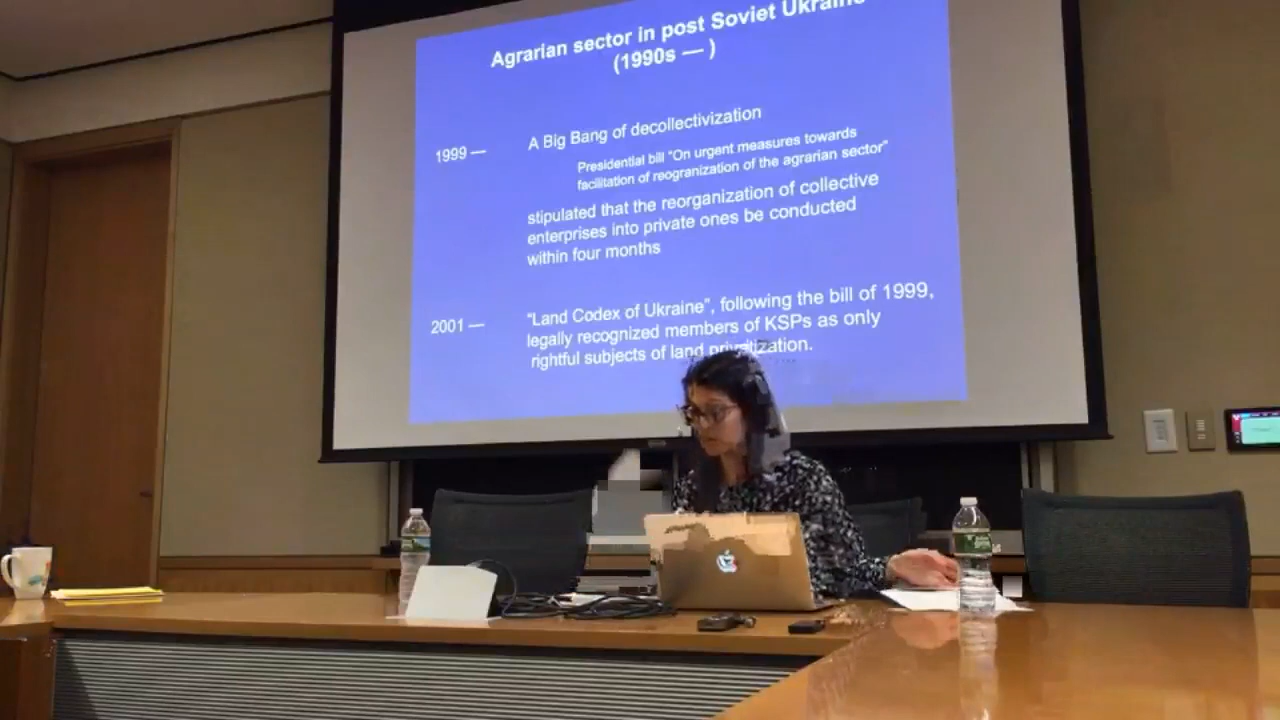 Agrarian sector in post Soviet Ukraine
(1990s — )
1999 —
A Big Bang of decollectivization
Presidential bill "On urgent measures towards
facilitation of reogranization of the agrarian sector"
stipulated that the reorganization of collective
enterprises into private ones be conducted
within four months
2001 —
"Land Codex of Ukraine", following the bill of 1999,
legally recognized members of KSPs as only
rightful subjects of land privatization.